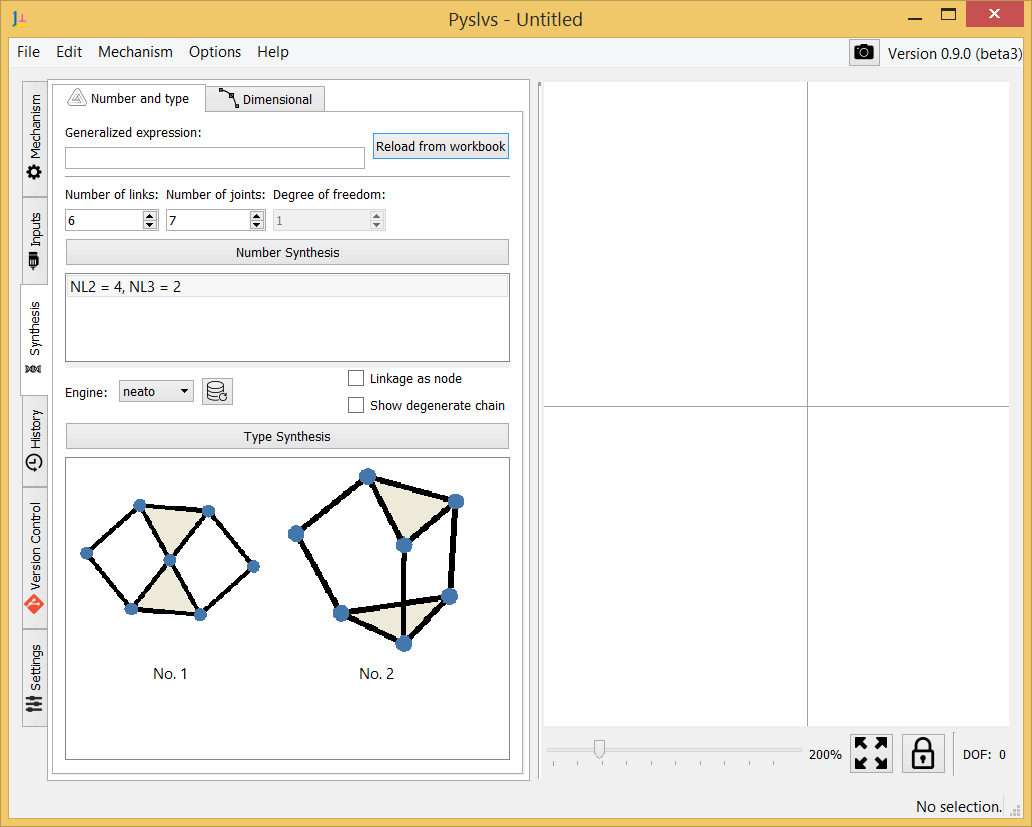 Pyslvs - Untitled
File Edit Mechanism Options Help
Version 0.9.0 (beta3)
Mechanism
Inputs
Synthesis
History
Version Control
Settings
Number and type
Dimensional
Generalized expression:
Reload from workbook
Number of links: Number of joints: Degree of freedom:
6 7 1
Number Synthesis
NL2 = 4, NL3 = 2
Engine: neato
Linkage as node
Show degenerate chain
Type Synthesis
No. 1 No. 2
200%
DOF: 0
No selection.